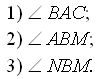 1) ∠ BAC;
2) ∠ ABM;
3) ∠ NBM.